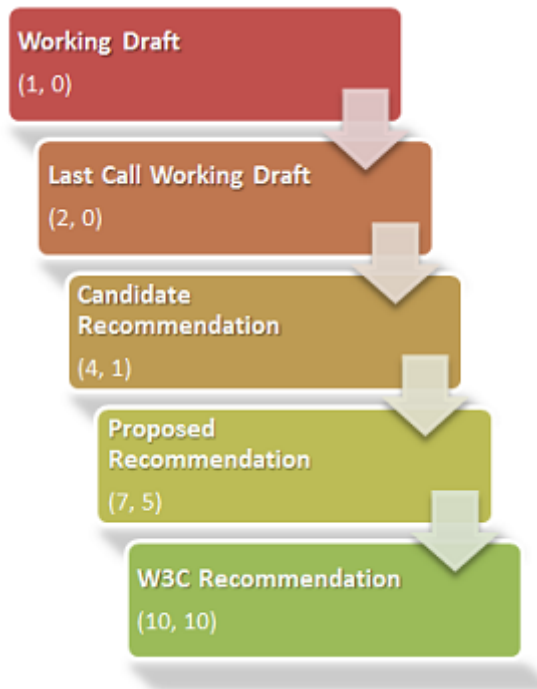 Working Draft
(1, 0)
Last Call Working Draft
(2, 0)
Candidate
Recommendation
(4, 1)
Proposed
Recommendation
(7, 5)
W3C Recommendation
(10, 10)